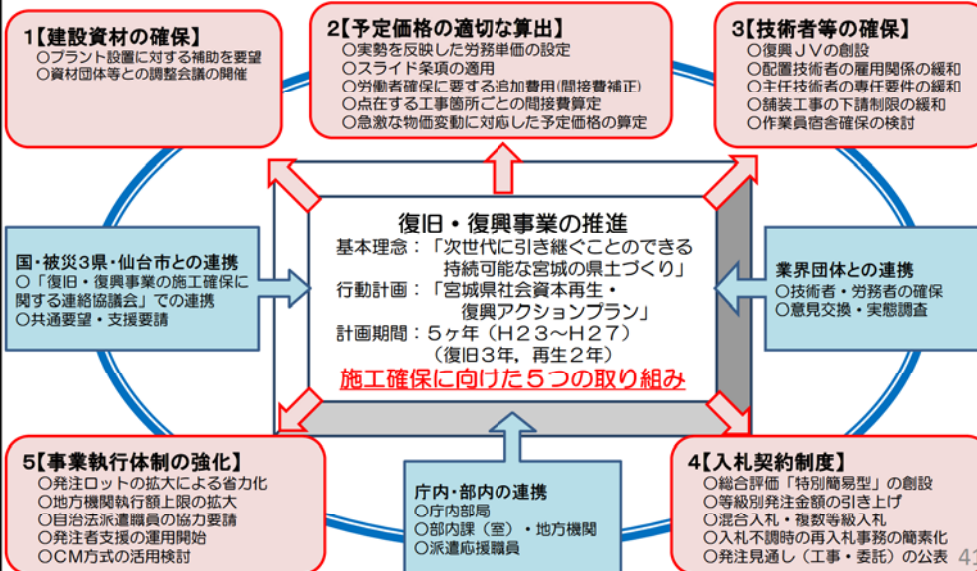 1【建設資材の確保】
○プラント設置に対する補助を要望
○資材団体等との調整会議の開催
2【予定価格の適切な算出】
○実勢を反映した労務単価の設定
○スライド条項の適用
○労働者確保に要する追加費用(間接費補正)
○点在する工事箇所ごとの間接費算定
○急激な物価変動に対応した予定価格の算定
3【技術者等の確保】
○復興ＪＶの創設
○配置技術者の雇用関係の緩和
○主任技術者の専任要件の緩和
○舗装工事の下請制限の緩和
○作業員宿舎確保の検討
国・被災3県・仙台市との連携
○「復旧・復興事業の施工確保に
関する連絡協議会」での連携
○共通要望・支援要請
復旧・復興事業の推進
基本理念：「次世代に引き継ぐことのできる
持続可能な宮城の県土づくり」
行動計画：「宮城県社会資本再生・
復興アクションプラン」
計画期間：５ヶ年（Ｈ２３～Ｈ２７）
（復旧３年，再生２年）
施工確保に向けた５つの取り組み
業界団体との連携
○技術者・労務者の確保
○意見交換・実態調査
5【事業執行体制の強化】
○発注ロットの拡大による省力化
○地方機関執行額上限の拡大
○自治法派遣職員の協力要請
○発注者支援の運用開始
○ＣＭ方式の活用検討
庁内・部内の連携
○庁内部局
○部内課（室）・地方機関
○派遣応援職員
4【入札契約制度】
○総合評価「特別簡易型」の創設
○等級別発注金額の引き上げ
○混合入札・複数等級入札
○入札不調時の再入札事務の簡素化
○発注見通し（工事・委託）の公表